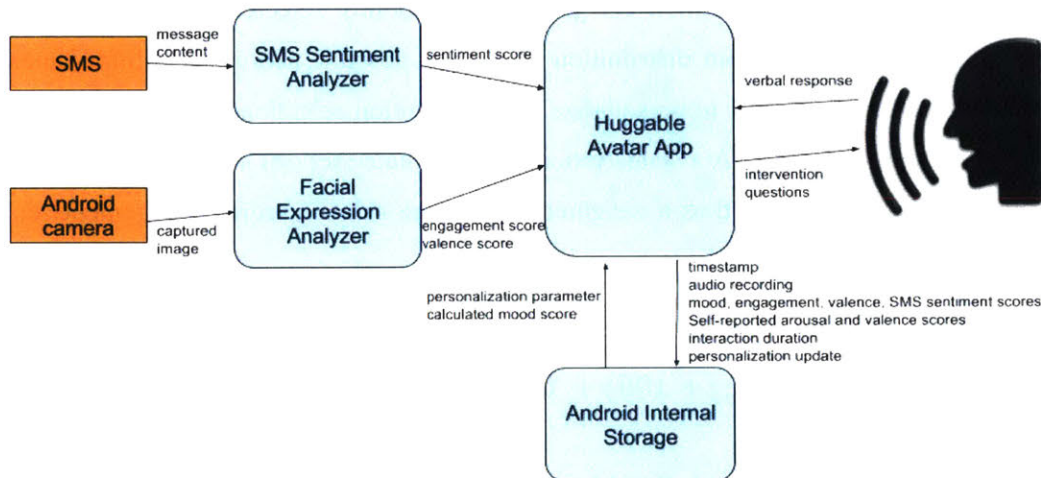 SMS
message
content
SMS Sentiment
Analyzer
sentiment score
Huggable
Avatar App
verbal response
intervention
questions
Android
camera
captured
image
Facial
Expression
Analyzer
engagement score
valence score
personalization parameter
calculated mood score
timestamp
audio recording
mood, engagement, valence, SMS sentiment scores
Self-reported arousal and valence scores
interaction duration
personalization update
Android Internal
Storage